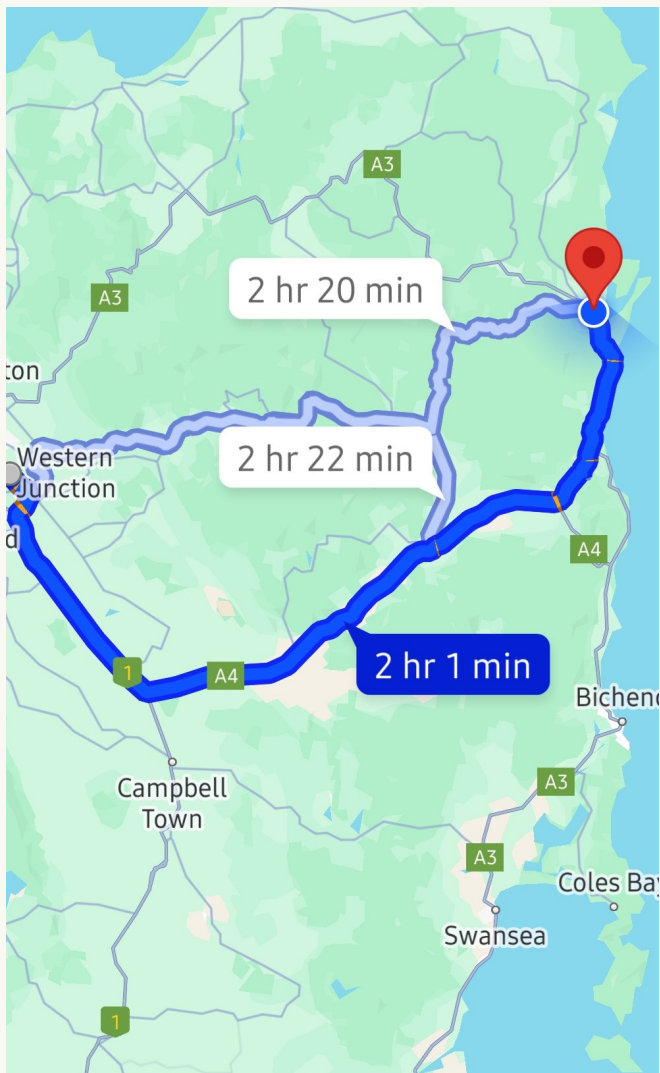 A3
2 hr 20 min
A3
ton
Western
Junction
2 hr 22 min
d
A4
1
A4
2 hr 1 min
Bichen
Campbell
Town
A3
A3
Coles Bay
Swansea
1